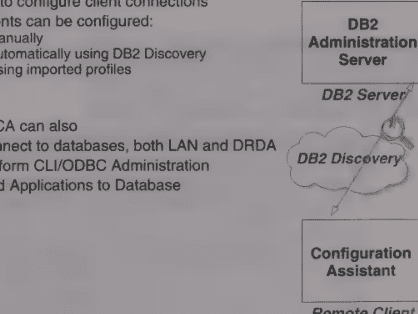 to configure client connections
ents can be configured:
anually
utomatically using DB2 Discovery
sing imported profiles
CA can also
nnect to databases, both LAN and DRDA
form CLI/ODBC Administration
d Applications to Database
DB2
Administration
Server
DB2 Server
DB2 Discovery
Configuration
Assistant
Remote Client